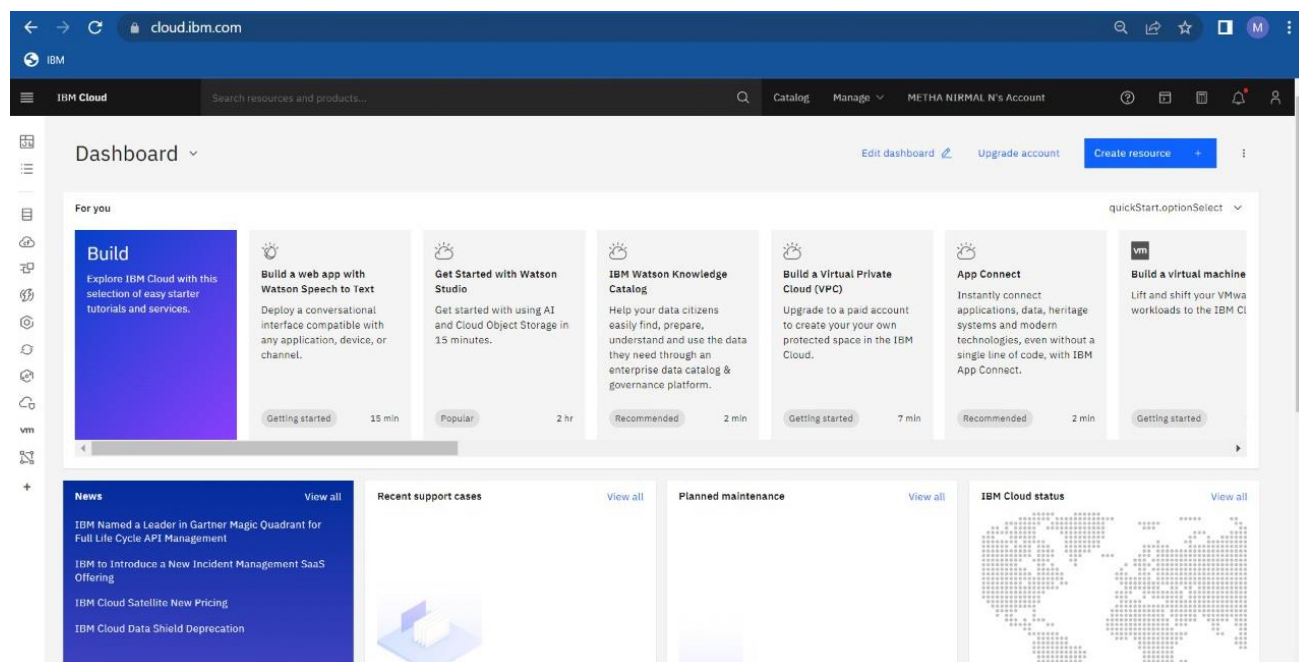 cloud.ibm.com
M
IBM
IBM Cloud
Search resources and products...
Catalog
Manage
METHA NIRMAL N's Account
Dashboard
Edit dashboard
Upgrade account
Create resource +
For you
quickStart.optionSelect
Build
Explore IBM Cloud with this
selection of easy starter
tutorials and services.
Build a web app with
Watson Speech to Text
Deploy a conversational
interface compatible with
any application, device, or
channel.
Getting started
15 min
Get Started with Watson
Studio
Get started with using AI
and Cloud Object Storage in
15 minutes.
Popular
2 hr
IBM Watson Knowledge
Catalog
Help your data citizens
easily find, prepare,
understand and use the data
they need through an
enterprise data catalog &
governance platform.
Recommended
2 min
Build a Virtual Private
Cloud (VPC)
Upgrade to a paid account
to create your your own
protected space in the IBM
Cloud.
Getting started
7 min
App Connect
Instantly connect
applications, data, heritage
systems and modern
technologies, even without a
single line of code, with IBM
App Connect.
Recommended
2 min
vm
Build a virtual machine
Lift and shift your VMwa
workloads to the IBM Cl
Getting started
vm
News
View all
IBM Named a Leader in Gartner Magic Quadrant for
Full Life Cycle API Management
IBM to Introduce a New Incident Management SaaS
Offering
IBM Cloud Satellite New Pricing
IBM Cloud Data Shield Deprecation
Recent support cases
View all
Planned maintenance
View all
IBM Cloud status
View all